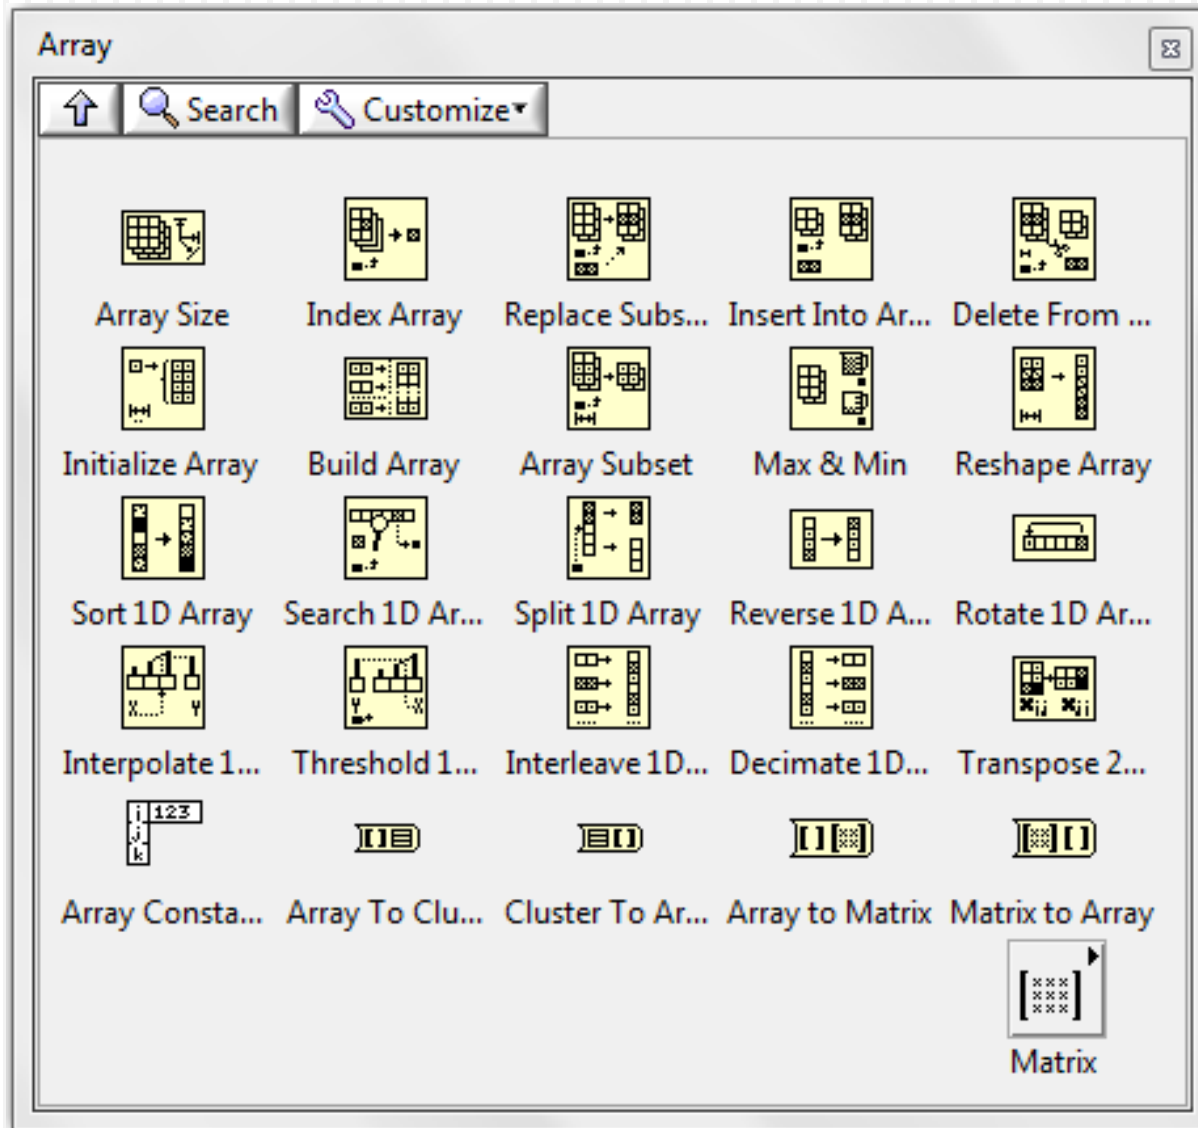 Array
Search Customize
Array Size Index Array Replace Subs... Insert Into Ar... Delete From ...
Initialize Array Build Array Array Subset Max & Min Reshape Array
Sort 1D Array Search 1D Ar... Split 1D Array Reverse 1D A... Rotate 1D Ar...
X Y Y X X i j X j i
Interpolate 1... Threshold 1... Interleave 1D... Decimate 1D... Transpose 2...
i 123
j
k
Array Consta... Array To Clu... Cluster To Ar... Array to Matrix Matrix to Array
Matrix